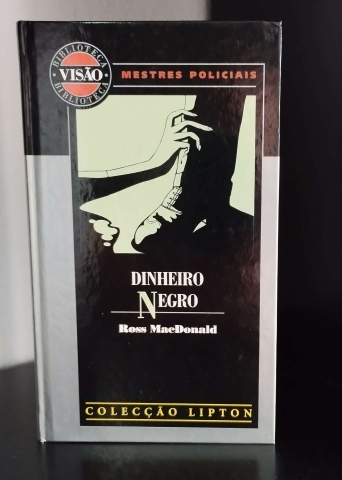 BIBLIOTECA
VISÃO
BIBLIOTECA
MESTRES POLICIAIS
DINHEIRO
NEGRO
Ross MacDonald
COLECÇÃO LIPTON